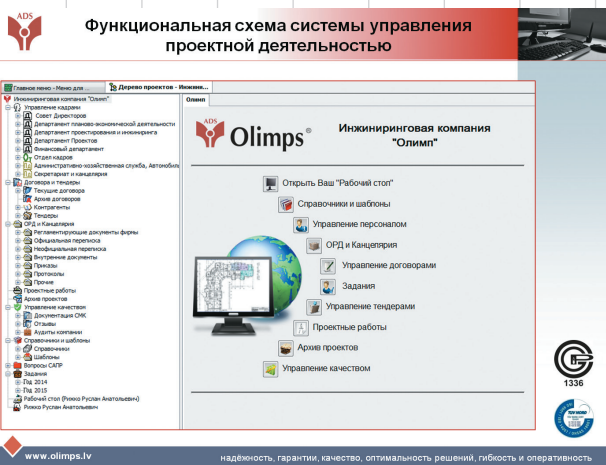 ADS
Функциональная схема системы управления
проектной деятельностью
Главное меню - Меню для ...
Дерево проектов - Инжини...
Инжиниринговая компания "Олимп"
Управление кадрами
Совет Директоров
Департамент планово-экономической деятельности
Департамент проектирования и инжиниринга
Департамент Проектов
Финансовый департамент
Отдел кадров
Административно-хозяйственная служба, Автомобил
Секретариат и канцелярия
Договора и тендеры
Текущие договора
Архив договоров
Контрагенты
Тендеры
ОРД и Канцелярия
Регламентирующие документы фирмы
Официальная переписка
Неофициальная переписка
Внутренние документы
Приказы
Протоколы
Прочие
Проектные работы
Архив проектов
Управление качеством
Документация СМК
Отзывы
Аудиты компании
Справочники и шаблоны
Справочники
Шаблоны
Вопросы САПР
Задания
Год 2014
Год 2015
Рабочий стол (Рижко Руслан Анатольевич)
Рижко Руслан Анатольевич
Олимп
ADS
Olimps®
Инжиниринговая компания
"Олимп"
Открыть Ваш "Рабочий стоп"
Справочники и шаблоны
Управление персоналом
ОРД и Канцелярия
Управление договорами
Задания
Управление тендерами
Проектные работы
Архив проектов
Управление качеством
1336
TÜV NORD
www.olimps.lv
надёжность, гарантии, качество, оптимальность решений, гибкость и оперативность